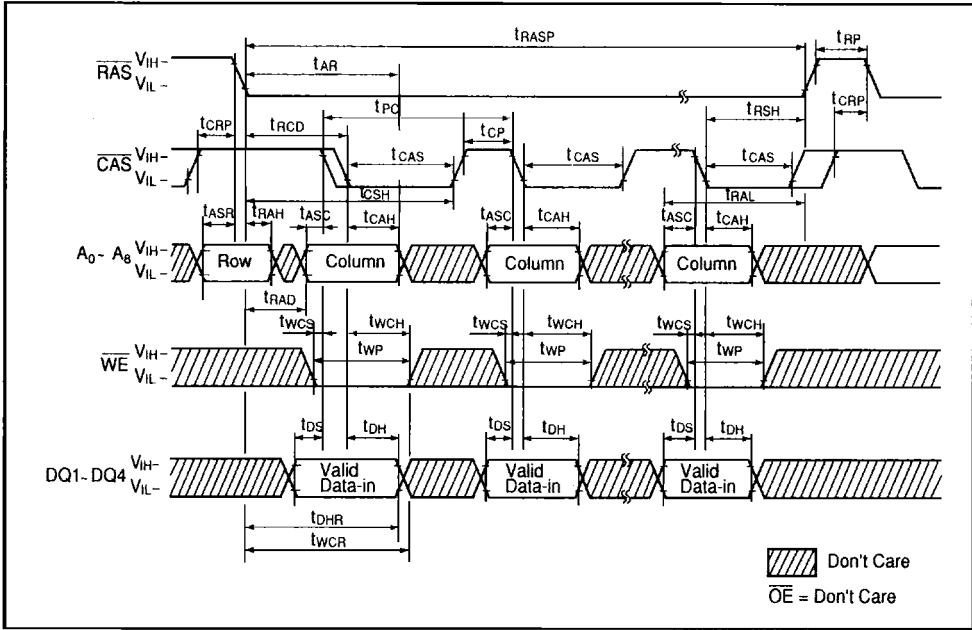 tRASP
tRP
RAS VIH–
VIL –
tAR
tPC
tRSH
tCRP
tCRP
tRCD
tCP
CAS VIH–
VIL –
tCAS
tCAS
tCAS
tCSH
tRAL
tASR
tRAH
tASC
tCAH
tASC
tCAH
tASC
tCAH
A0~ A8 VIH–
VIL –
Row
Column
Column
Column
tRAD
tWCS
tWCH
tWCS
tWCH
tWCS
tWCH
tWP
tWP
tWP
WE VIH–
VIL –
tDS
tDH
tDS
tDH
tDS
tDH
DQ1~DQ4 VIH–
VIL–
Valid
Data-in
Valid
Data-in
Valid
Data-in
tDHR
tWCR
Don't Care
OE = Don't Care